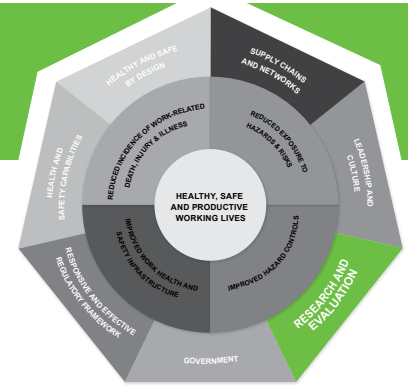 HEALTHY AND SAFE
BY DESIGN
SUPPLY CHAINS
AND NETWORKS
LEADERSHIP AND
CULTURE
RESEARCH AND
EVALUATION
GOVERNMENT
RESPONSIVE AND EFFECTIVE
REGULATORY FRAMEWORK
HEALTH AND
SAFETY CAPABILITIES
REDUCED INCIDENCE OF WORK-RELATED
DEATH, INJURY & ILLNESS
REDUCED EXPOSURE TO
HAZARDS & RISKS
IMPROVED HAZARD CONTROLS
IMPROVED WORK HEALTH AND
SAFETY INFRASTRUCTURE
HEALTHY, SAFE
AND PRODUCTIVE
WORKING LIVES